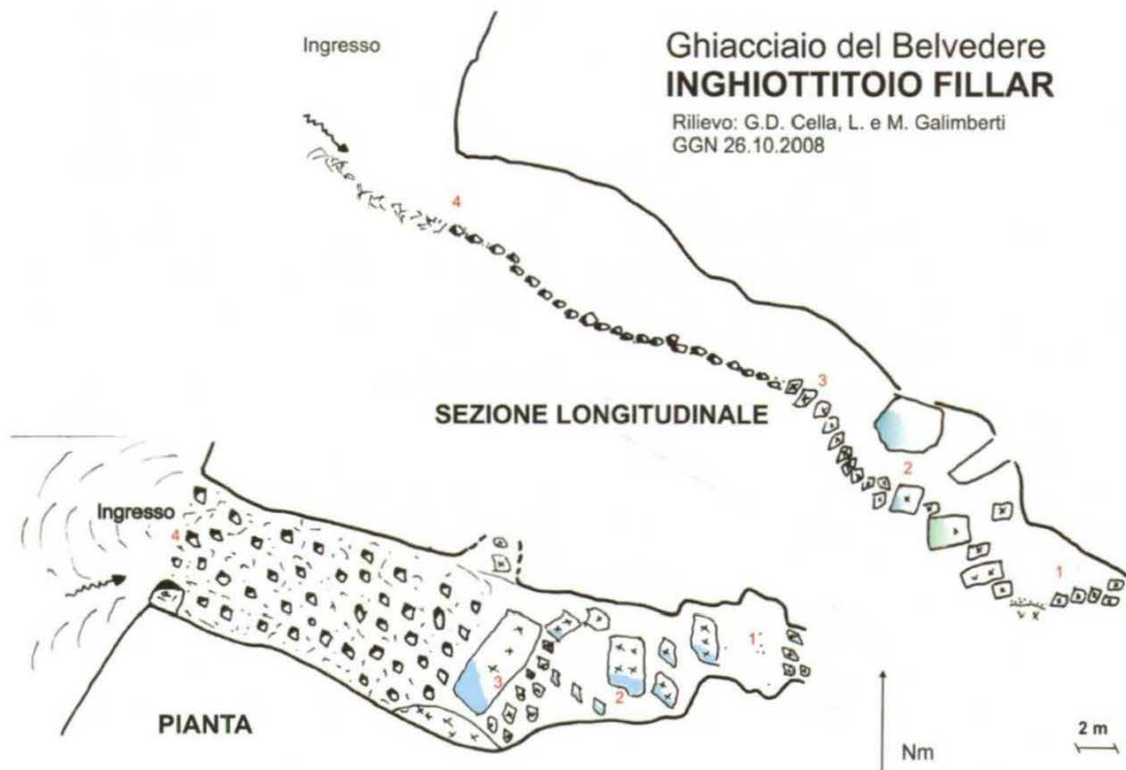 Ingresso
Ghiacciaio del Belvedere
INGHIOTTITOIO FILLAR
Rilievo: G.D. Cella, L. e M. Galimberti
GGN 26.10.2008
4
3
SEZIONE LONGITUDINALE
2
1
Ingresso
4
1
3
2
PIANTA
Nm
2 m